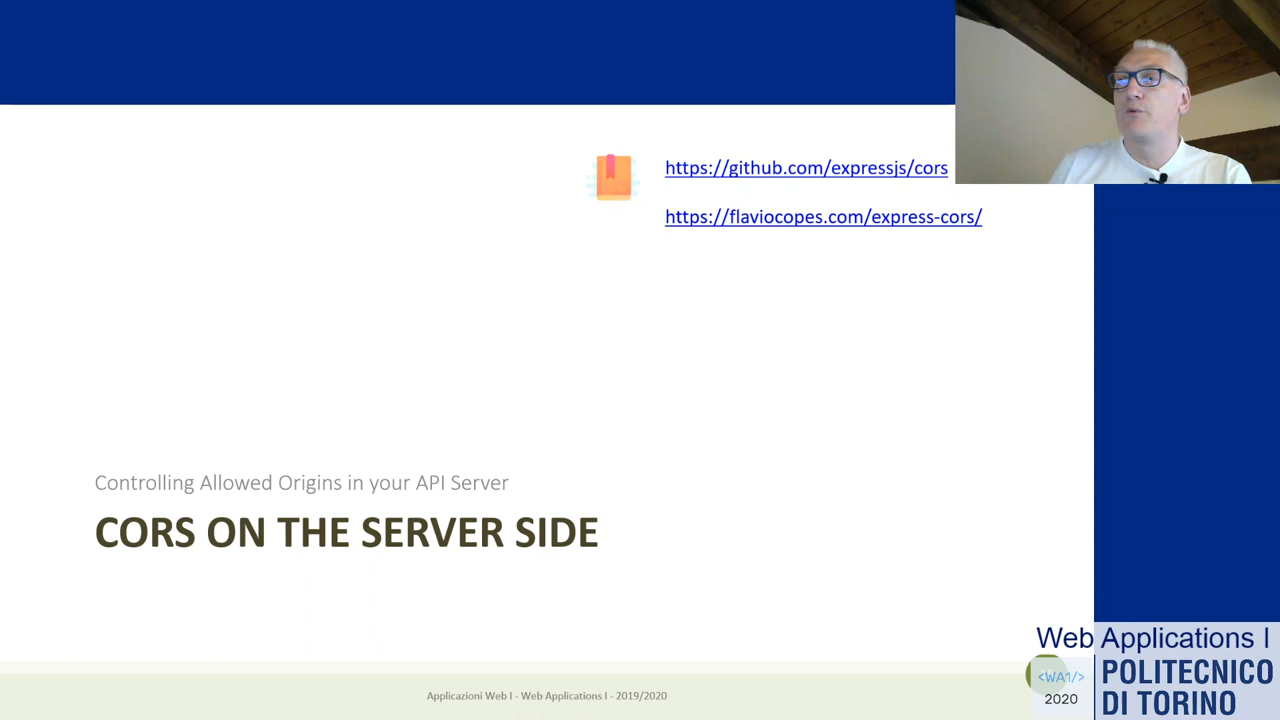 https://github.com/expressjs/cors
https://flaviocopes.com/express-cors/
Controlling Allowed Origins in your API Server
CORS ON THE SERVER SIDE
Applicazioni Web I - Web Applications I - 2019/2020
Web Applications I
<WA1/>
2020
POLITECNICO
DI TORINO